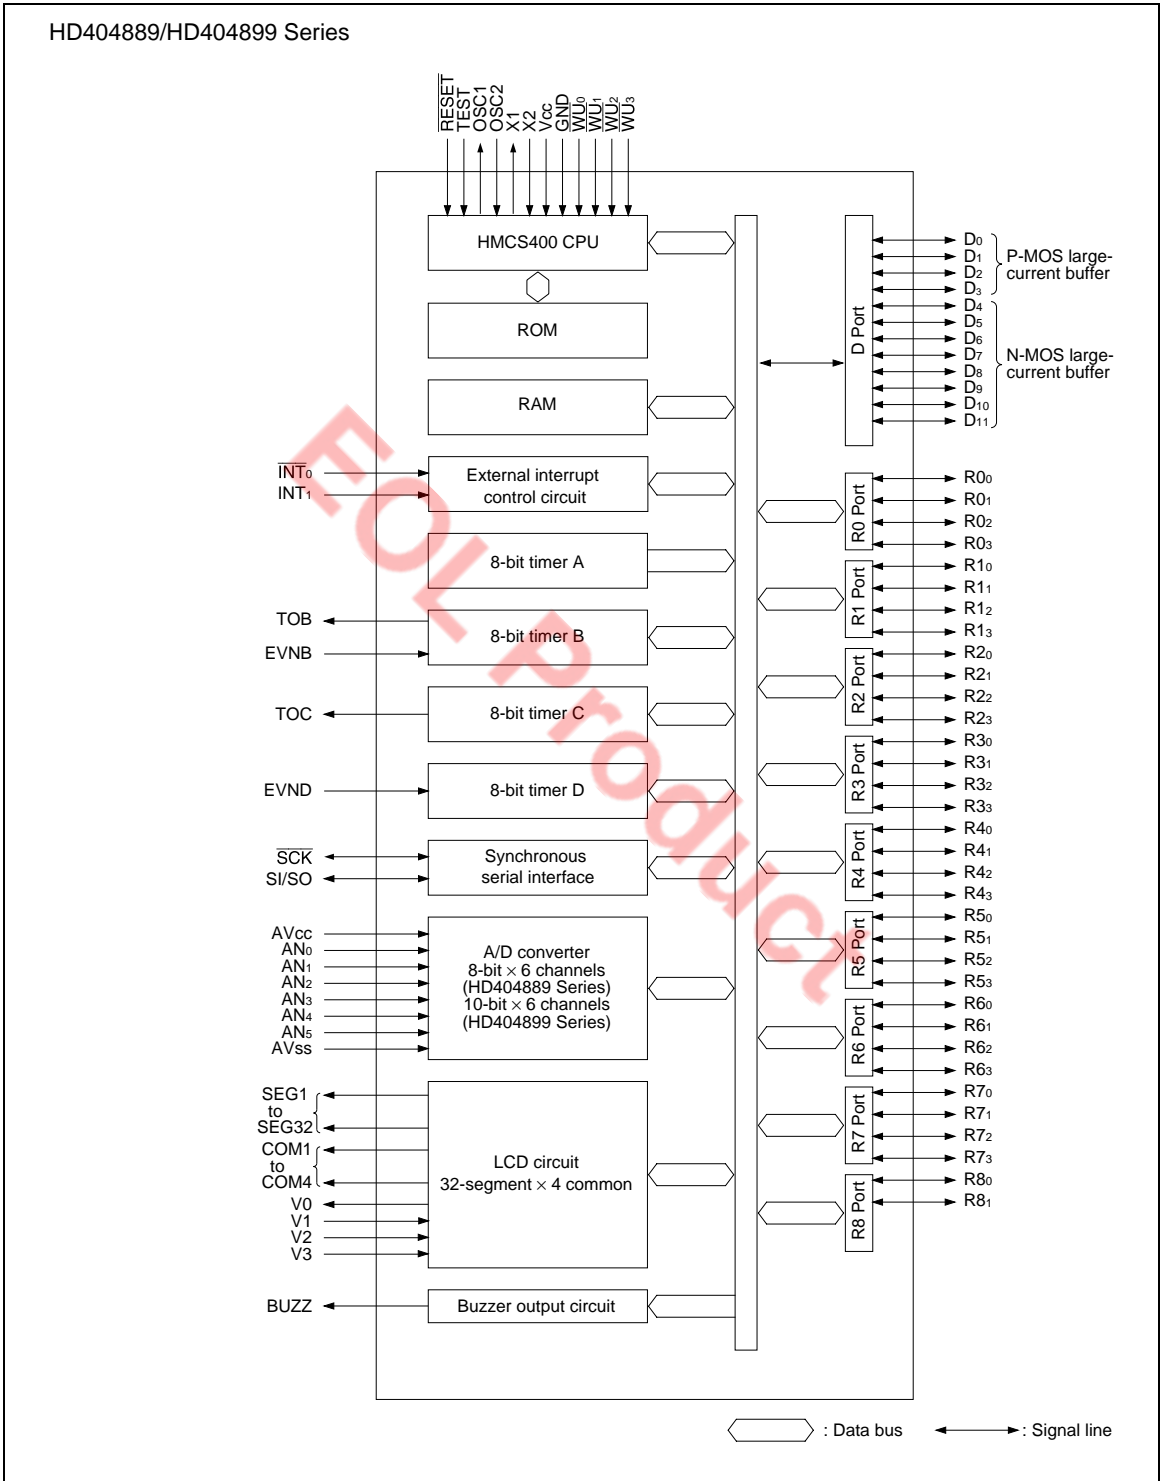 HD404889/HD404899 Series
RESET
TEST
OSC1
OSC2
X1
X2
Vcc
GND
WU0
WU1
WU2
WU3
HMCS400 CPU
ROM
RAM
INT0
INT1
External interrupt
control circuit
8-bit timer A
TOB
EVNB
8-bit timer B
TOC
8-bit timer C
EVND
8-bit timer D
SCK
SI/SO
Synchronous
serial interface
AVcc
AN0
AN1
AN2
AN3
AN4
AN5
AVss
A/D converter
8-bit × 6 channels
(HD404889 Series)
10-bit × 6 channels
(HD404899 Series)
SEG1
to
SEG32
COM1
to
COM4
V0
V1
V2
V3
LCD circuit
32-segment × 4 common
BUZZ
Buzzer output circuit
D Port
D0
D1
D2
D3
D4
D5
D6
D7
D8
D9
D10
D11
P-MOS large-
current buffer
N-MOS large-
current buffer
R0 Port
R00
R01
R02
R03
R1 Port
R10
R11
R12
R13
R2 Port
R20
R21
R22
R23
R3 Port
R30
R31
R32
R33
R4 Port
R40
R41
R42
R43
R5 Port
R50
R51
R52
R53
R6 Port
R60
R61
R62
R63
R7 Port
R70
R71
R72
R73
R8 Port
R80
R81
: Data bus
: Signal line
EOL Product